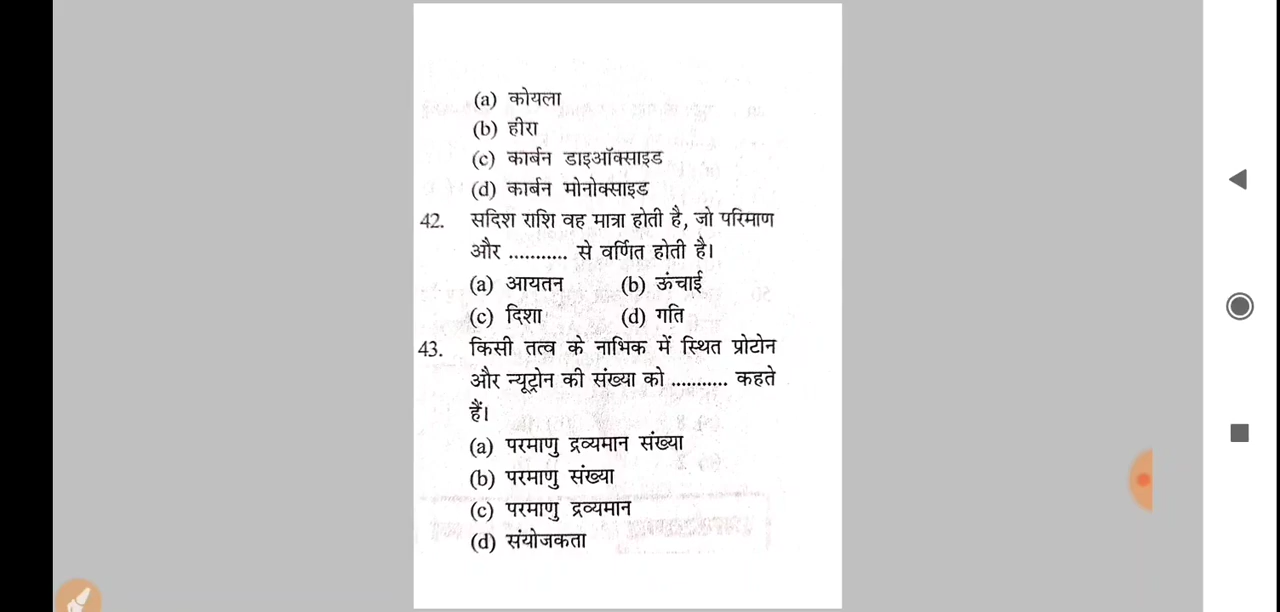 (a) कोयला
(b) हीरा
(c) कार्बन डाइऑक्साइड
(d) कार्बन मोनोक्साइड
42. सदिश राशि वह मात्रा होती है, जो परिमाण
और ........... से वर्णित होती है।
(a) आयतन (b) ऊंचाई
(c) दिशा (d) गति
43. किसी तत्व के नाभिक में स्थित प्रोटोन
और न्यूट्रोन की संख्या को ........... कहते
हैं।
(a) परमाणु द्रव्यमान संख्या
(b) परमाणु संख्या
(c) परमाणु द्रव्यमान
(d) संयोजकता